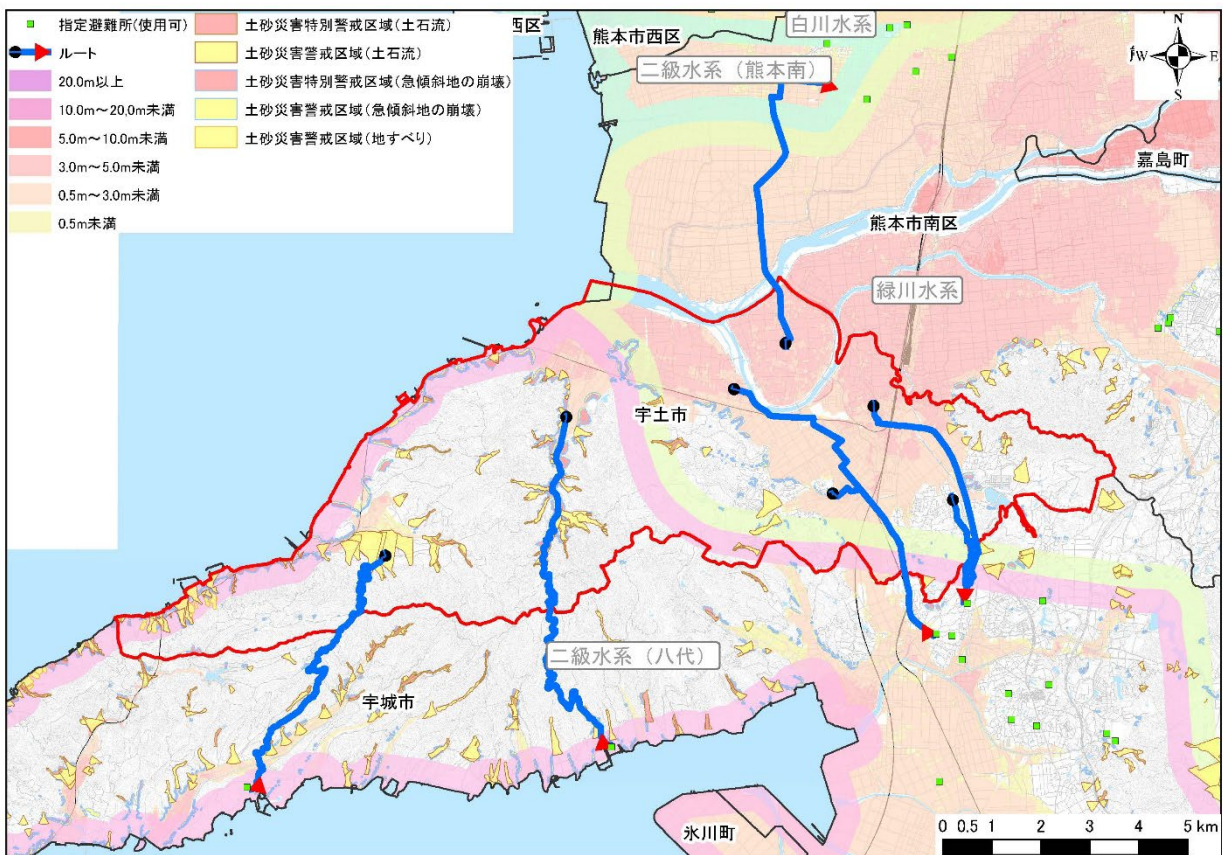 指定避難所(使用可)
ルート
20.0m以上
10.0m～20.0m未満
5.0m～10.0m未満
3.0m～5.0m未満
0.5m～3.0m未満
0.5m未満
土砂災害特別警戒区域(土石流)
土砂災害警戒区域(土石流)
土砂災害特別警戒区域(急傾斜地の崩壊)
土砂災害警戒区域(急傾斜地の崩壊)
土砂災害警戒区域(地すべり)
西区
熊本市西区
白川水系
二級水系（熊本南）
N
W
E
S
嘉島町
熊本市南区
緑川水系
宇土市
二級水系（八代）
宇城市
氷川町
0 0.5 1 2 3 4 5 km